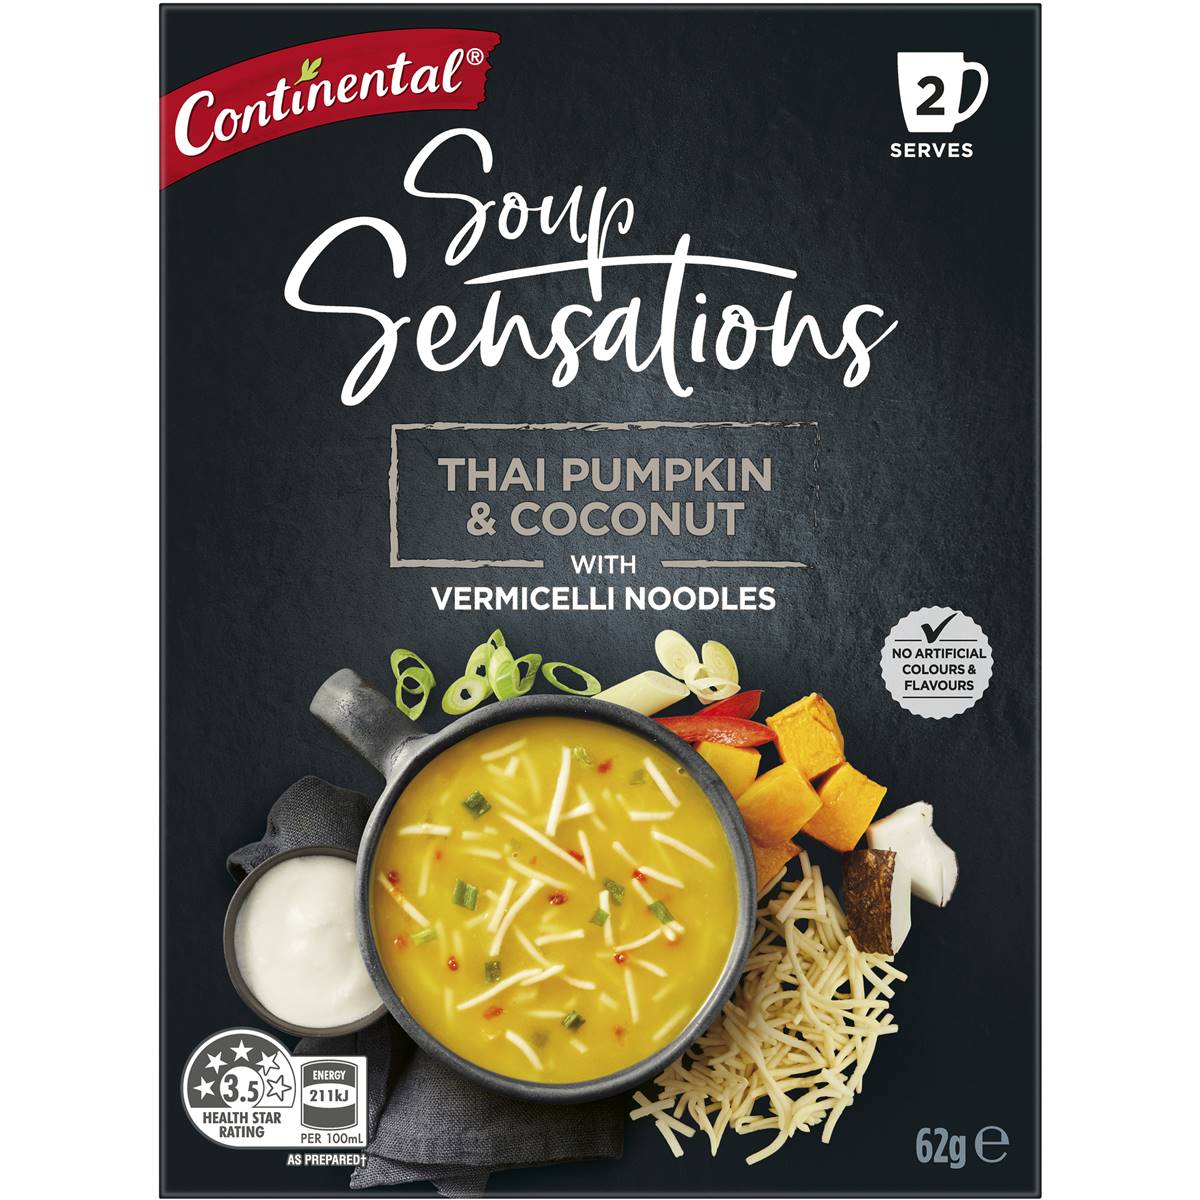 Continental®
2
SERVES
Soup
Sensations
THAI PUMPKIN
& COCONUT
WITH
VERMICELLI NOODLES
NO ARTIFICIAL
COLOURS &
FLAVOURS
3.5
HEALTH STAR
RATING
ENERGY
211kJ
PER 100mL
AS PREPARED†
62g ℮